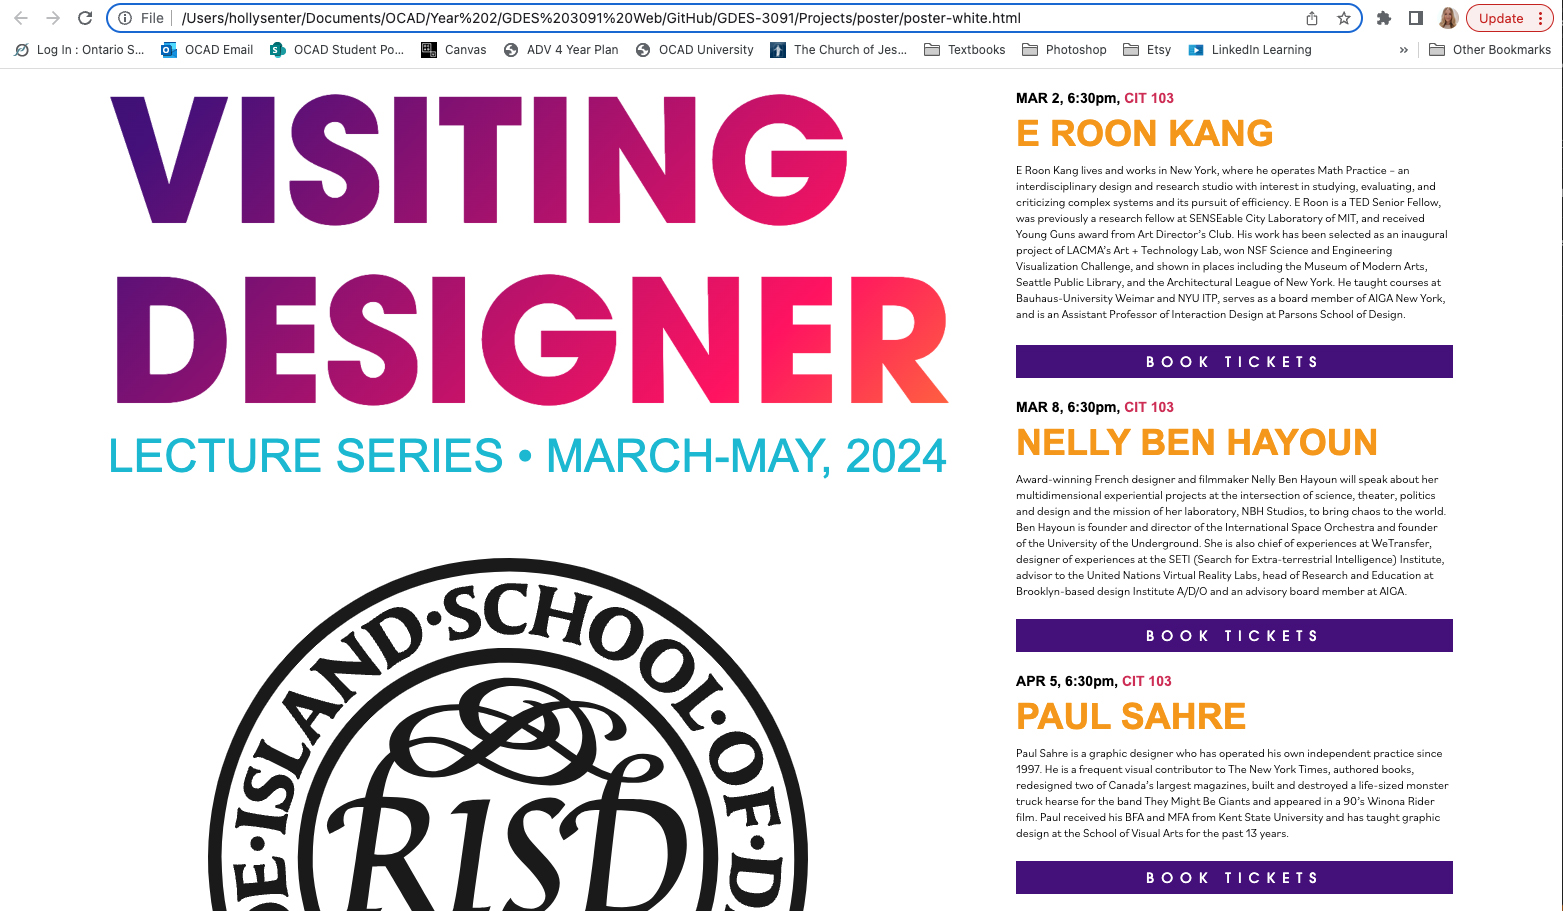 File
/Users/hollysenter/Documents/OCAD/Year%202/GDES%203091%20Web/GitHub/GDES-3091/Projects/poster/poster-white.html
Update
Log In : Ontario S...
OCAD Email
OCAD Student Po...
Canvas
ADV 4 Year Plan
OCAD University
The Church of Jes...
Textbooks
Photoshop
Etsy
LinkedIn Learning
»
Other Bookmarks
VISITING
DESIGNER
LECTURE SERIES • MARCH-MAY, 2024
DE·ISLAND·SCHOOL·OF·D
RISD
MAR 2, 6:30pm, CIT 103
E ROON KANG
E Roon Kang lives and works in New York, where he operates Math Practice – an
interdisciplinary design and research studio with interest in studying, evaluating, and
criticizing complex systems and its pursuit of efficiency. E Roon is a TED Senior Fellow,
was previously a research fellow at SENSEable City Laboratory of MIT, and received
Young Guns award from Art Director's Club. His work has been selected as an inaugural
project of LACMA's Art + Technology Lab, won NSF Science and Engineering
Visualization Challenge, and shown in places including the Museum of Modern Arts,
Seattle Public Library, and the Architectural League of New York. He taught courses at
Bauhaus-University Weimar and NYU ITP, serves as a board member of AIGA New York,
and is an Assistant Professor of Interaction Design at Parsons School of Design.
BOOK TICKETS
MAR 8, 6:30pm, CIT 103
NELLY BEN HAYOUN
Award-winning French designer and filmmaker Nelly Ben Hayoun will speak about her
multidimensional experiential projects at the intersection of science, theater, politics
and design and the mission of her laboratory, NBH Studios, to bring chaos to the world.
Ben Hayoun is founder and director of the International Space Orchestra and founder
of the University of the Underground. She is also chief of experiences at WeTransfer,
designer of experiences at the SETI (Search for Extra-terrestrial Intelligence) Institute,
advisor to the United Nations Virtual Reality Labs, head of Research and Education at
Brooklyn-based design Institute A/D/O and an advisory board member at AIGA.
BOOK TICKETS
APR 5, 6:30pm, CIT 103
PAUL SAHRE
Paul Sahre is a graphic designer who has operated his own independent practice since
1997. He is a frequent visual contributor to The New York Times, authored books,
redesigned two of Canada's largest magazines, built and destroyed a life-sized monster
truck hearse for the band They Might Be Giants and appeared in a 90's Winona Rider
film. Paul received his BFA and MFA from Kent State University and has taught graphic
design at the School of Visual Arts for the past 13 years.
BOOK TICKETS